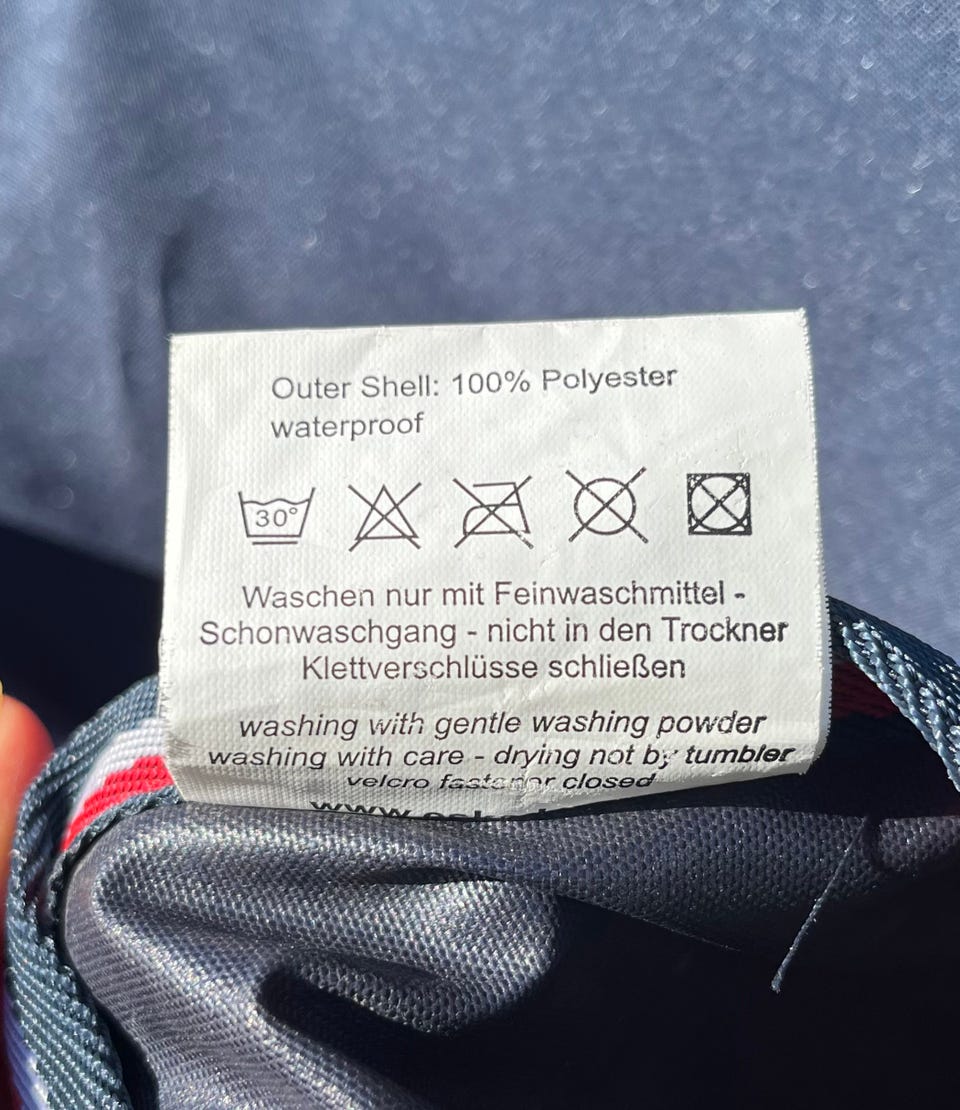 Outer Shell: 100% Polyester
waterproof
30°
Waschen nur mit Feinwaschmittel -
Schonwaschgang - nicht in den Trockner
Klettverschlüsse schließen
washing with gentle washing powder
washing with care - drying not by tumbler
velcro closed